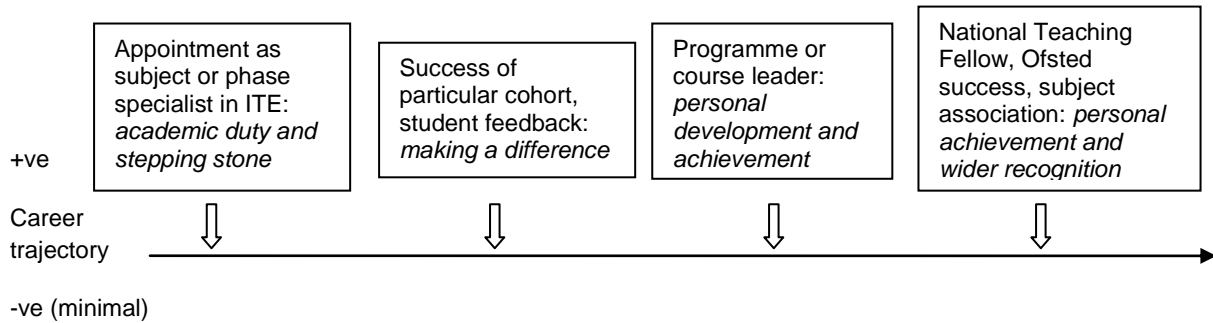 Appointment as
subject or phase
specialist in ITE:
academic duty and
stepping stone
Success of
particular cohort,
student feedback:
making a difference
Programme or
course leader:
personal
development and
achievement
National Teaching
Fellow, Ofsted
success, subject
association: personal
achievement and
wider recognition
+ve
Career
trajectory
-ve (minimal)